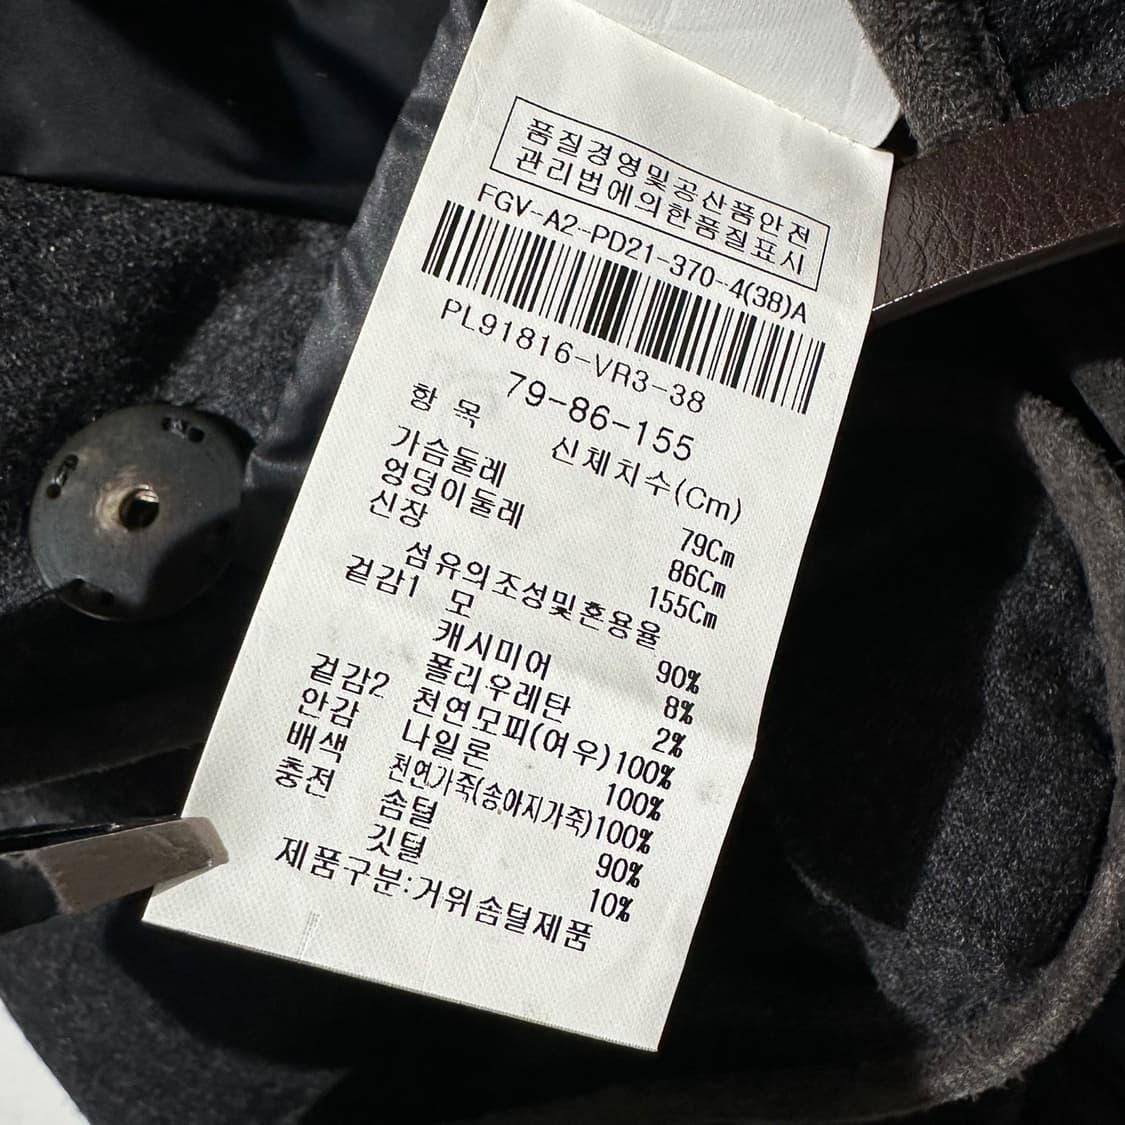 품질경영및공산품안전
관리법에의한품질표시
FGV-A2-PD21-370-4(38)A
PL91816-VR3-38
79-86-155
항 목 신체치수(Cm)
가슴둘레 79Cm
엉덩이둘레 86Cm
신장 155Cm
섬유의조성및혼용율
겉감1 모 90%
캐시미어 8%
폴리우레탄 2%
겉감2 천연모피(여우) 100%
안감 나일론 100%
배색 천연가죽(송아지가죽) 100%
충전 솜털 90%
깃털 10%
제품구분:거위솜털제품